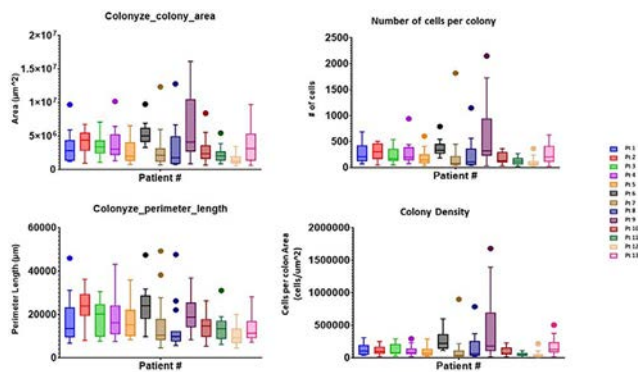 Colonyze_colony_area
2×10^7
1.5×10^7
1×10^7
5×10^6
0
Area (µm^2)
Patient #
Number of cells per colony
2500
2000
1500
1000
500
0
# of cells
Patient #
Colonyze_perimeter_length
60000
40000
20000
0
Perimeter Length (µm)
Patient #
Colony Density
2000000
1500000
1000000
500000
0
Cells per colon Area
(cells/um^2)
Patient #
Pt 1
Pt 2
Pt 3
Pt 4
Pt 5
Pt 6
Pt 7
Pt 8
Pt 9
Pt 10
Pt 11
Pt 12
Pt 13